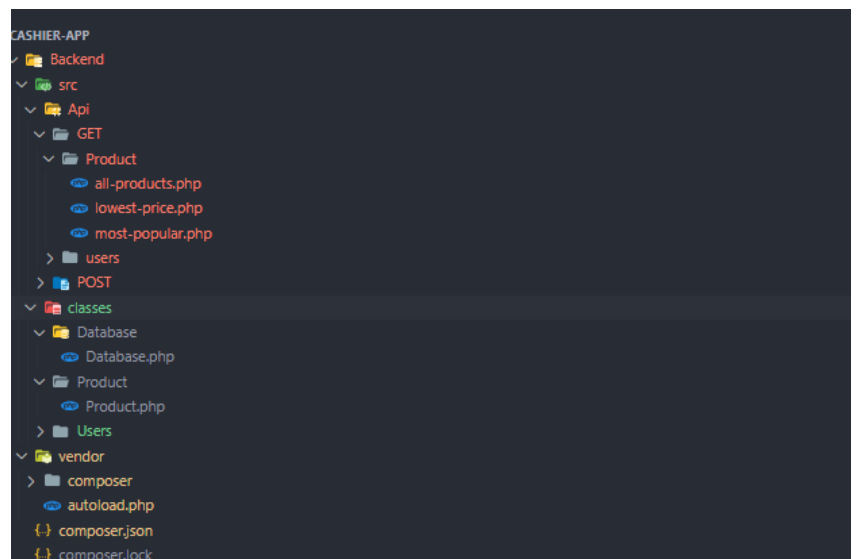 CASHIER-APP
Backend
src
Api
GET
Product
all-products.php
lowest-price.php
most-popular.php
users
POST
classes
Database
Database.php
Product
Product.php
Users
vendor
composer
autoload.php
composer.json
composer.lock